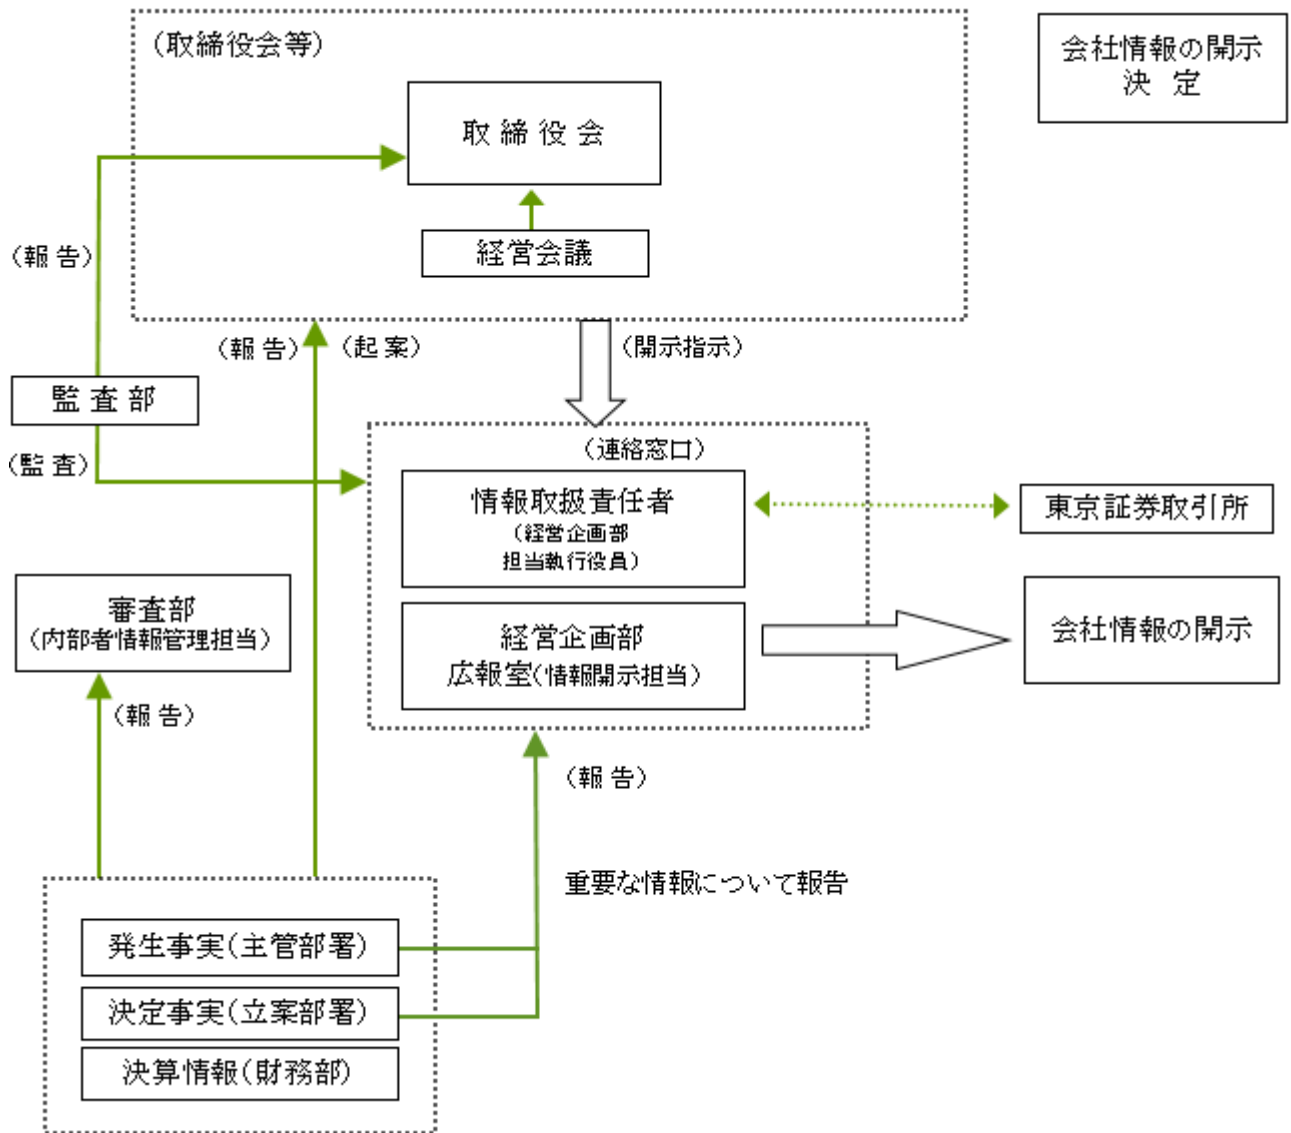 (取締役会等)
会社情報の開示
決 定
取 締 役 会
経営会議
(報 告)
(報 告)
(起 案)
(開示指示)
監 査 部
(監 査)
(連絡窓口)
情報取扱責任者
(経営企画部
担当執行役員)
東京証券取引所
審査部
(内部者情報管理担当)
経営企画部
広報室(情報開示担当)
会社情報の開示
(報 告)
(報 告)
重要な情報について報告
発生事実(主管部署)
決定事実(立案部署)
決算情報(財務部)